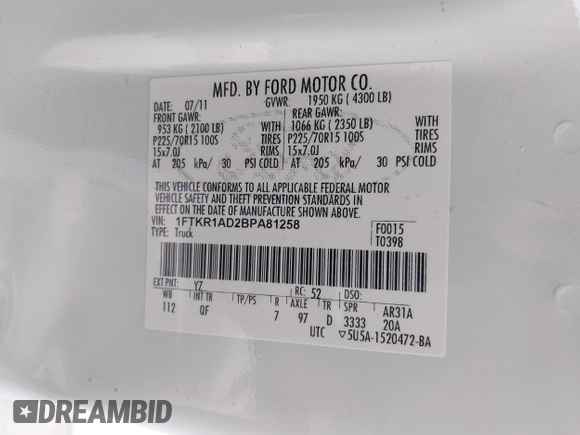 MFD. BY FORD MOTOR CO.
DATE: 07/11 GVWR: 1950 KG ( 4300 LB)
FRONT GAWR: REAR GAWR:
953 KG ( 2100 LB) 1066 KG ( 2350 LB)
P225/70R15 100S TIRES P225/70R15 100S TIRES
15x7.0J RIMS 15x7.0J RIMS
AT 205 kPa/ 30 PSI COLD AT 205 kPa/ 30 PSI COLD
THIS VEHICLE CONFORMS TO ALL APPLICABLE FEDERAL MOTOR
VEHICLE SAFETY AND THEFT PREVENTION STANDARDS IN
EFFECT ON THE DATE OF MANUFACTURE SHOWN ABOVE.
VIN: 1FTKR1AD2BPA81258 F0015
TYPE: Truck T0398
EXT PNT: YZ RC: 52 DSO:
WB INT TR TP/PS R AXLE TR SPR AR31A
112 QF 7 97 D 3333 20A
UTC ▽5U5A-1520472-BA
DREAMBID